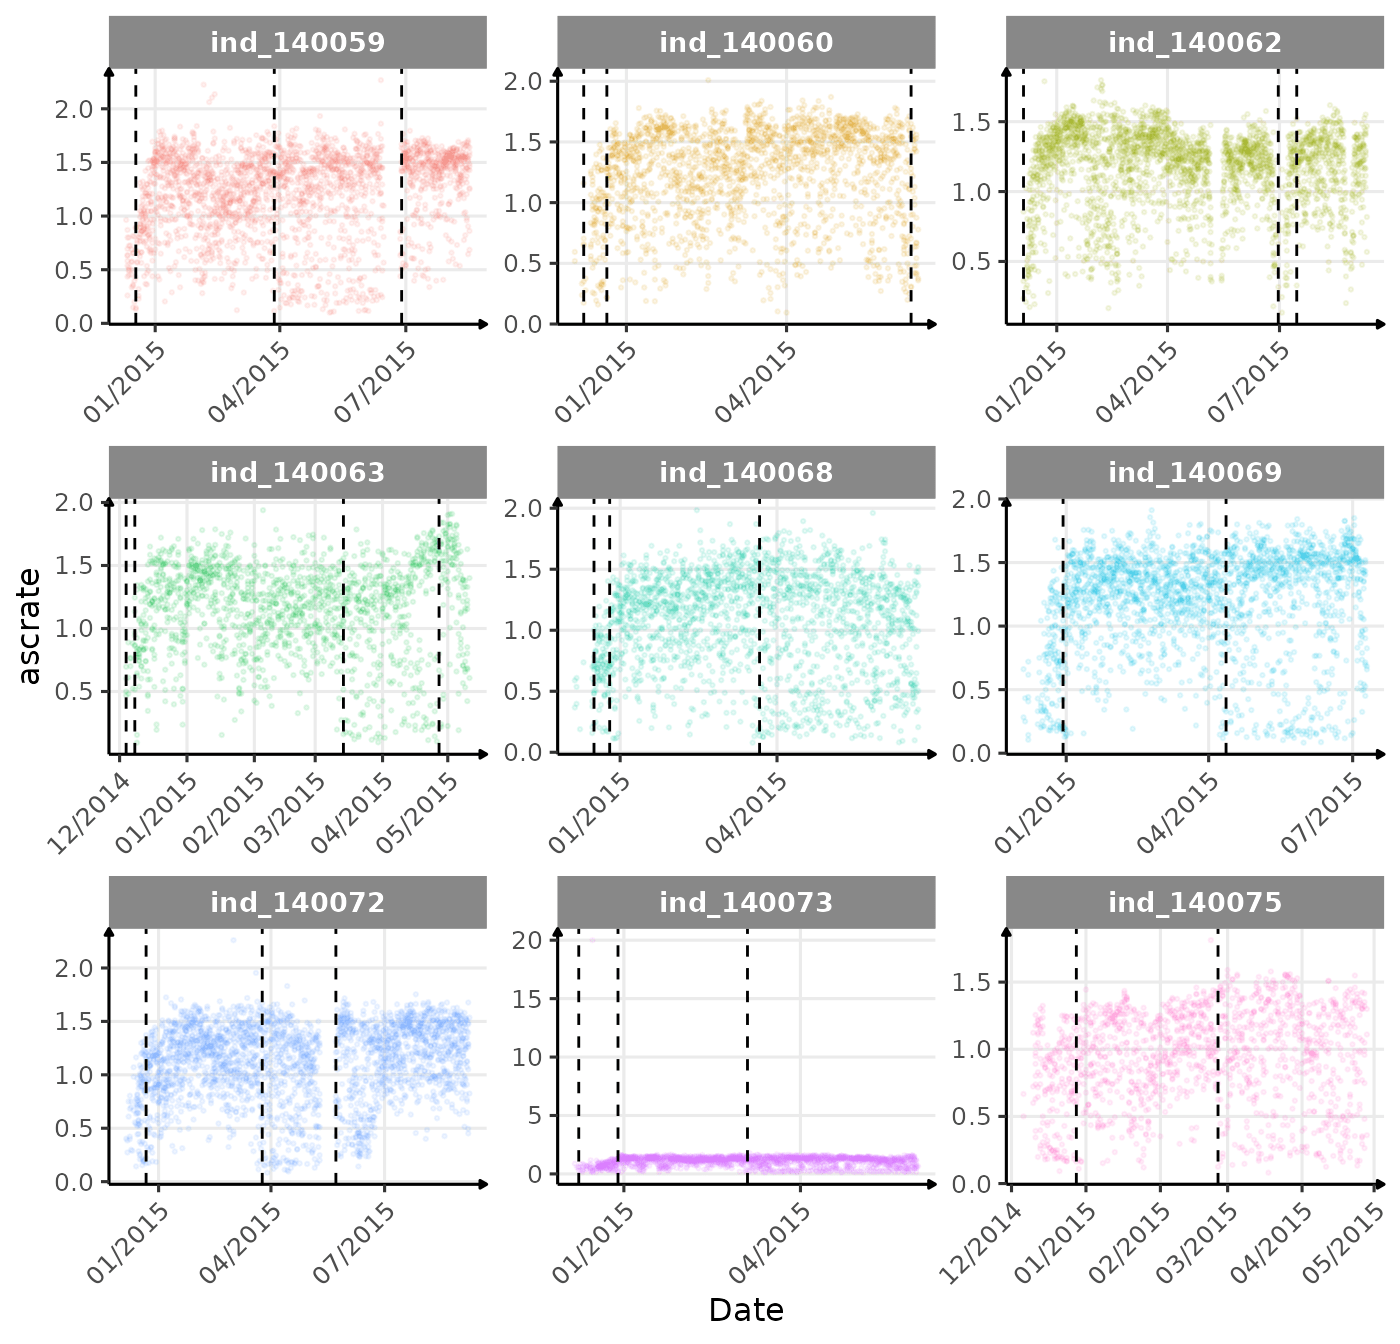 ind_140059 ind_140060 ind_140062
2.0 1.5 1.0 0.5 0.0
2.0 1.5 1.0 0.5 0.0
1.5 1.0 0.5
01/2015 04/2015 07/2015
01/2015 04/2015
01/2015 04/2015 07/2015
ind_140063 ind_140068 ind_140069
2.0 1.5 1.0 0.5
2.0 1.5 1.0 0.5 0.0
2.0 1.5 1.0 0.5 0.0
12/2014 01/2015 02/2015 03/2015 04/2015 05/2015
01/2015 04/2015
01/2015 04/2015 07/2015
ascrate
ind_140072 ind_140073 ind_140075
2.0 1.5 1.0 0.5 0.0
20 15 10 5 0
1.5 1.0 0.5 0.0
01/2015 04/2015 07/2015
01/2015 04/2015
12/2014 01/2015 02/2015 03/2015 04/2015 05/2015
Date